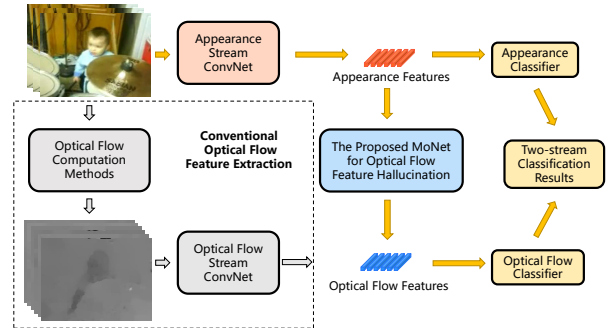 Appearance
Stream
ConvNet
Appearance Features
Appearance
Classifier
Optical Flow
Computation
Methods
Conventional
Optical Flow
Feature Extraction
The Proposed MoNet
for Optical Flow
Feature Hallucination
Two-stream
Classification
Results
Optical Flow
Stream
ConvNet
Optical Flow Features
Optical Flow
Classifier